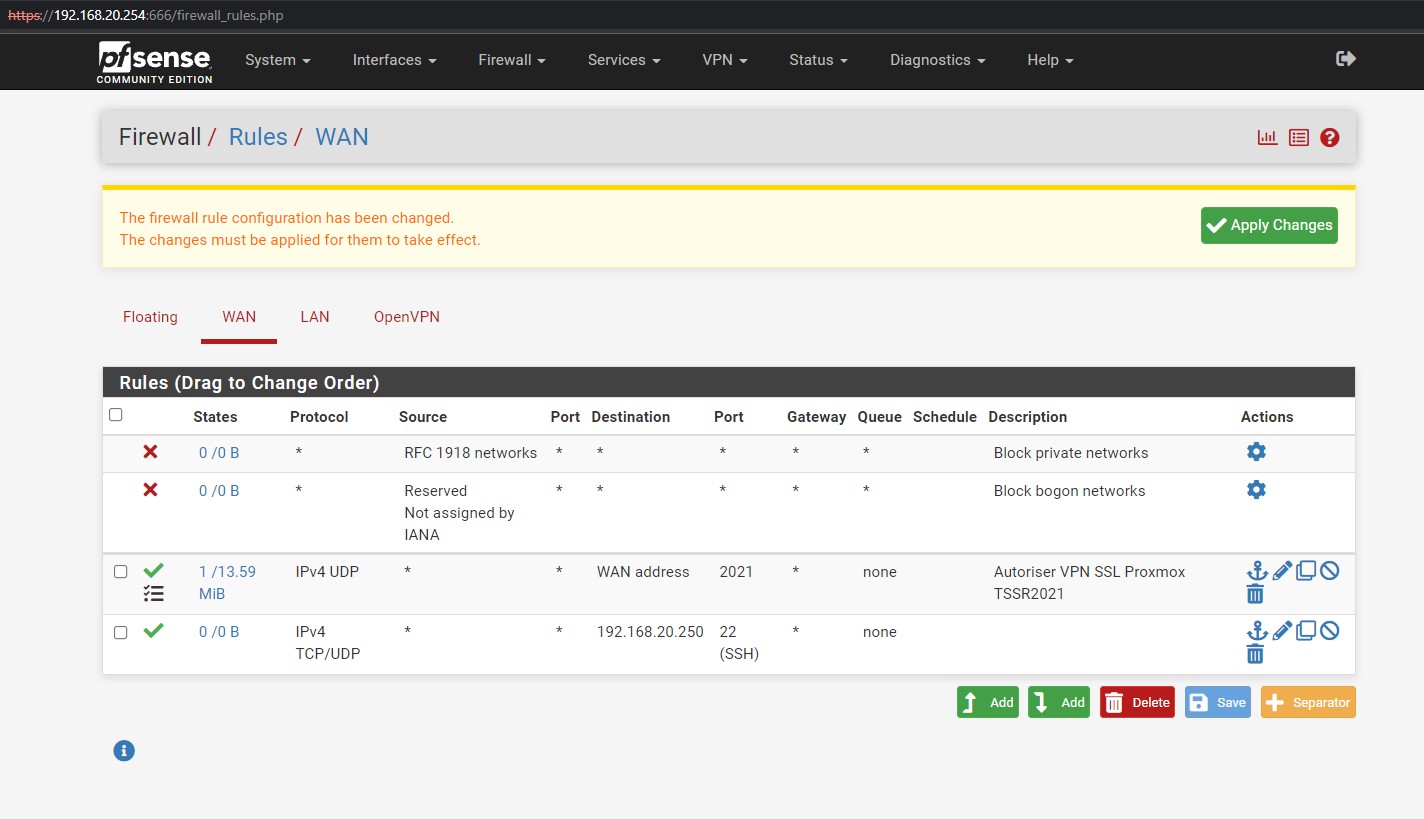 https://192.168.20.254:666/firewall_rules.php
pfsense
COMMUNITY EDITION
System Interfaces Firewall Services VPN Status Diagnostics Help
Firewall / Rules / WAN
The firewall rule configuration has been changed.
The changes must be applied for them to take effect.
Apply Changes
Floating WAN LAN OpenVPN
Rules (Drag to Change Order)
States Protocol Source Port Destination Port Gateway Queue Schedule Description Actions
0 /0 B * RFC 1918 networks * * * * * Block private networks
0 /0 B * Reserved * * * * * Block bogon networks
Not assigned by
IANA
1 /13.59 IPv4 UDP * * WAN address 2021 * none Autoriser VPN SSL Proxmox
MiB TSSR2021
0 /0 B IPv4 * * 192.168.20.250 22 * none
TCP/UDP (SSH)
Add Add Delete Save Separator